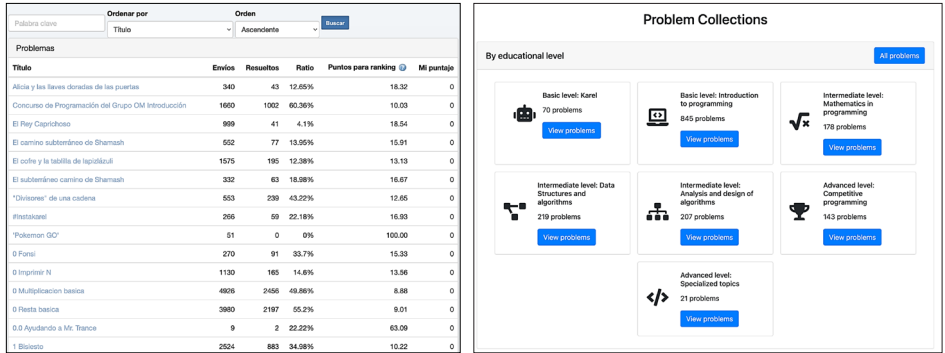 Ordenar por Orden
Palabra clave Título Ascendente Buscar
Problemas
Título Envíos Resueltos Ratio Puntos para ranking Mi puntaje
Alicia y las llaves doradas de las puertas 340 43 12.65% 18.32 0
Concurso de Programación del Grupo OM Introducción 1660 1002 60.36% 10.03 0
El Rey Caprichoso 999 41 4.1% 18.54 0
El camino subterráneo de Shamash 552 77 13.95% 15.91 0
El cofre y la tablilla de lapizlázuli 1575 195 12.38% 13.13 0
El subterráneo camino de Shamash 332 63 18.98% 16.67 0
"Divisores" de una cadena 553 239 43.22% 12.65 0
#instakarel 266 59 22.18% 16.93 0
"Pokemon GO" 51 0 0% 100.00 0
0 Fonsi 270 91 33.7% 15.33 0
0 Imprimir N 1130 165 14.6% 13.56 0
0 Multiplicacion basica 4926 2456 49.86% 8.88 0
0 Resta basica 3980 2197 55.2% 9.01 0
0.0 Ayudando a Mr. Trance 9 2 22.22% 63.09 0
1 Bisiesto 2524 883 34.98% 10.22 0
Problem Collections
By educational level
All problems
Basic level: Karel
70 problems
View problems
Basic level: Introduction
to programming
845 problems
View problems
Intermediate level:
Mathematics in
programming
178 problems
View problems
Intermediate level: Data
Structures and
algorithms
219 problems
View problems
Intermediate level:
Analysis and design of
algorithms
207 problems
View problems
Advanced level:
Competitive
programming
143 problems
View problems
Advanced level:
Specialized topics
21 problems
View problems